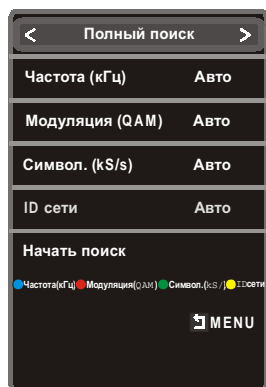 < Полный поиск >
Частота (кГц) Авто
Модуляция (QAM) Авто
Символ. (kS/s) Авто
ID сети Авто
Начать поиск
Частота(кГц) Модуляция(QAM) Символ.(ks/) IDсети
MENU